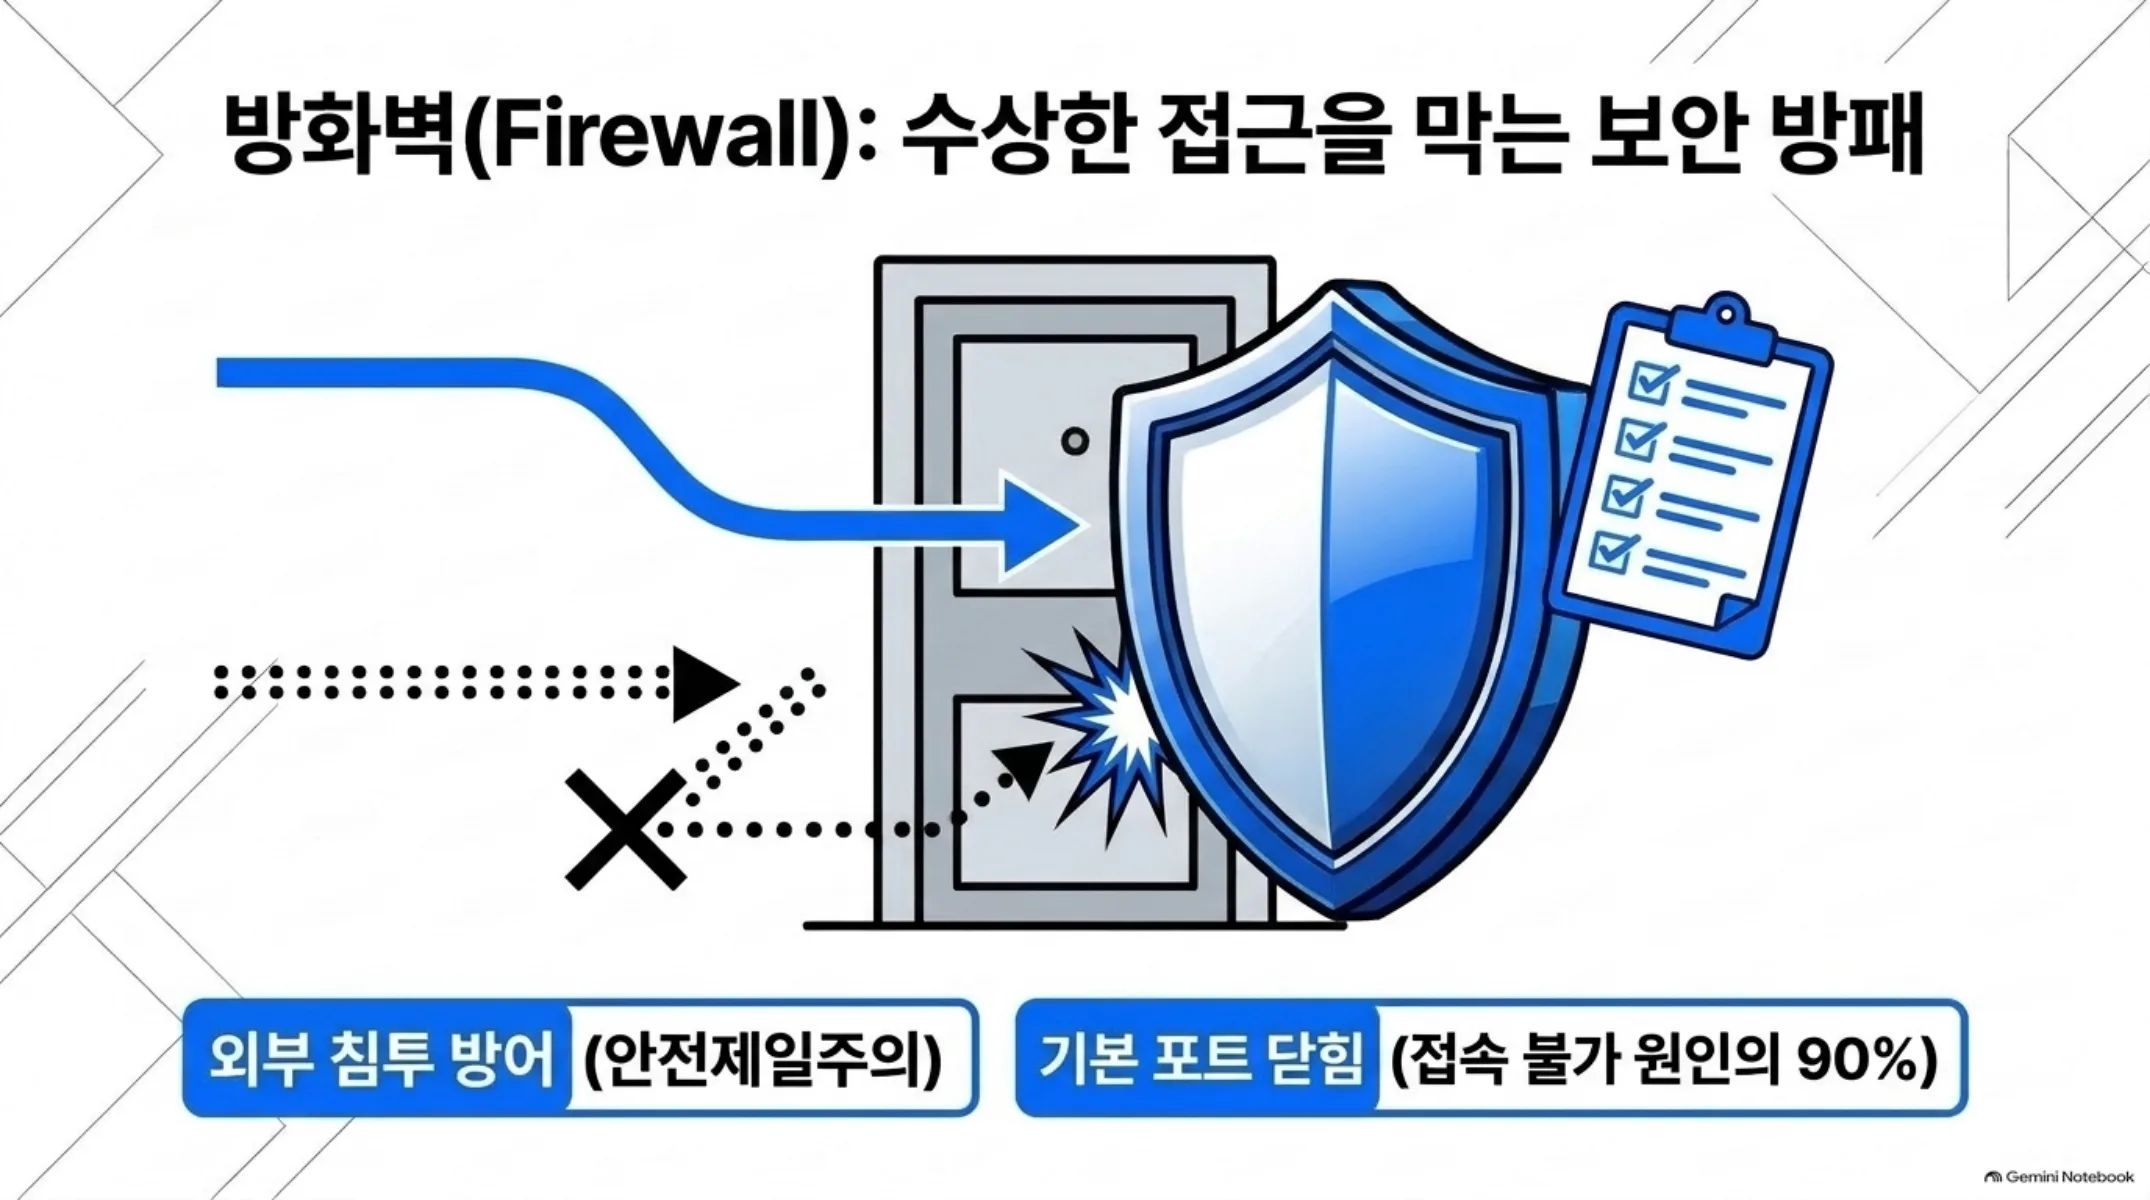 방화벽(Firewall): 수상한 접근을 막는 보안 방패
외부 침투 방어 (안전제일주의)
기본 포트 닫힘 (접속 불가 원인의 90%)
Gemini Notebook